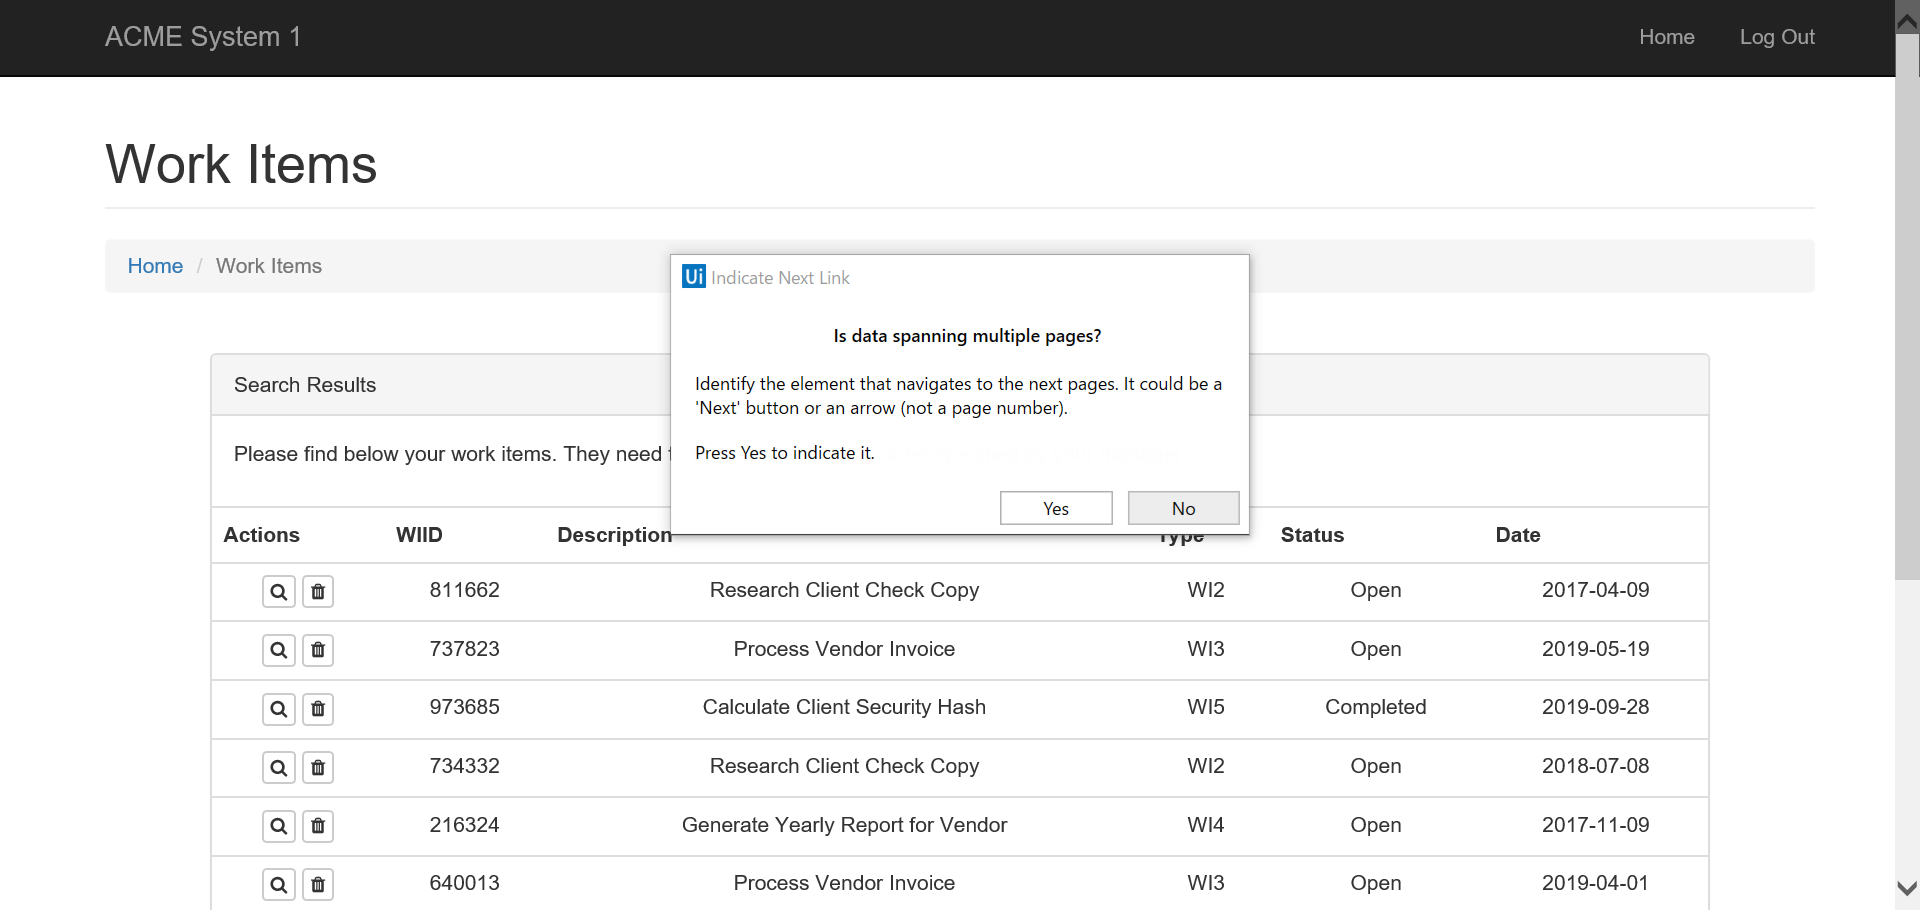 ACME System 1 Home Log Out
Work Items
Home / Work Items
Ui Indicate Next Link
Is data spanning multiple pages?
Identify the element that navigates to the next pages. It could be a
'Next' button or an arrow (not a page number).
Press Yes to indicate it.
Yes No
Search Results
Please find below your work items. They need
Actions WIID Description Type Status Date
811662 Research Client Check Copy WI2 Open 2017-04-09
737823 Process Vendor Invoice WI3 Open 2019-05-19
973685 Calculate Client Security Hash WI5 Completed 2019-09-28
734332 Research Client Check Copy WI2 Open 2018-07-08
216324 Generate Yearly Report for Vendor WI4 Open 2017-11-09
640013 Process Vendor Invoice WI3 Open 2019-04-01